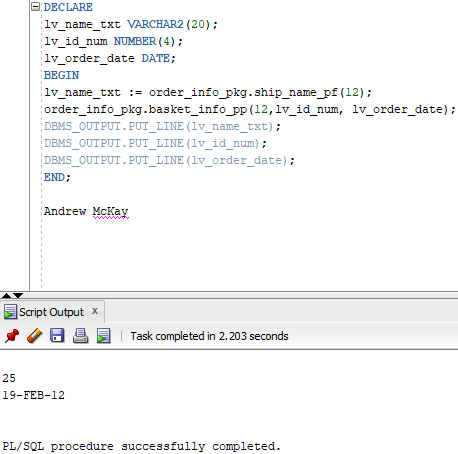 DECLARE
lv_name_txt VARCHAR2(20);
lv_id_num NUMBER(4);
lv_order_date DATE;
BEGIN
lv_name_txt := order_info_pkg.ship_name_pf(12);
order_info_pkg.basket_info_pp(12,lv_id_num, lv_order_date);
DBMS_OUTPUT.PUT_LINE(lv_name_txt);
DBMS_OUTPUT.PUT_LINE(lv_id_num);
DBMS_OUTPUT.PUT_LINE(lv_order_date);
END;
Andrew McKay
Script Output x
Task completed in 2.203 seconds
25
19-FEB-12
PL/SQL procedure successfully completed.